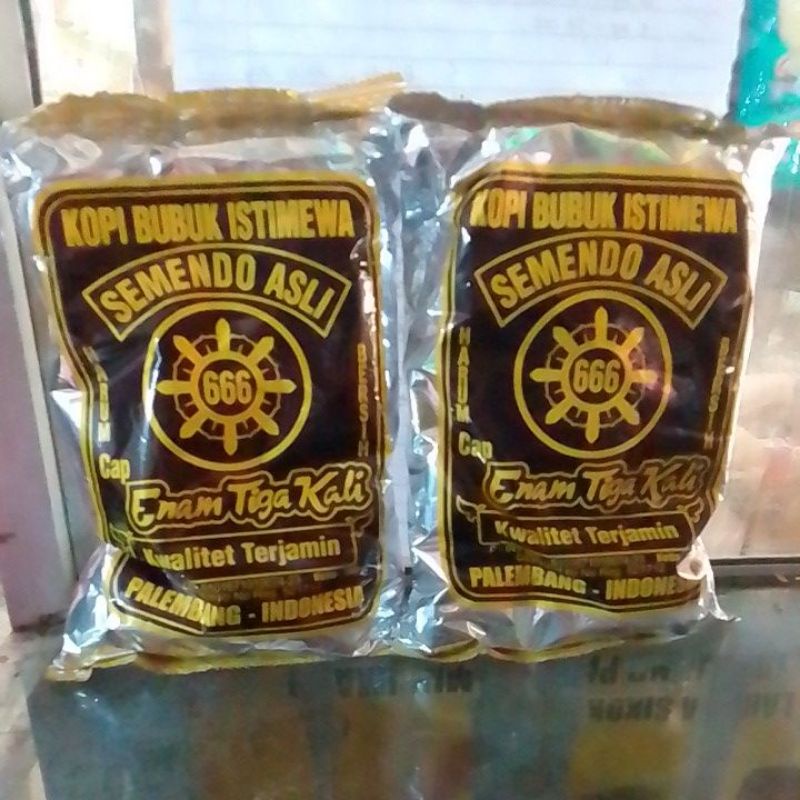 KOPI BUBUK ISTIMEWA
SEMENDO ASLI
HARUM
BERSIH
666
Cap
Enam Tiga Kali
Kwalitet Terjamin
PALEMBANG - INDONESIA
KOPI BUBUK ISTIMEWA
SEMENDO ASLI
HARUM
BERSIH
666
Cap
Enam Tiga Kali
Kwalitet Terjamin
PALEMBANG - INDONESIA